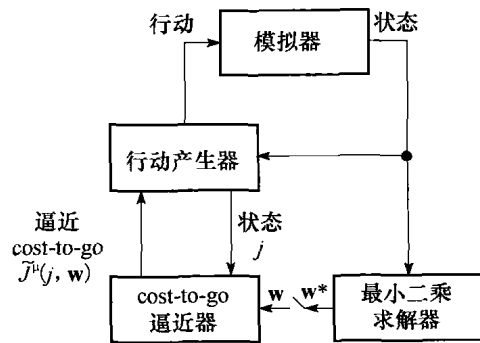 行动
模拟器
状态
行动产生器
逼近
cost-to-go
J̃ᵘ(j, w)
状态
j
cost-to-go
逼近器
w
w*
最小二乘
求解器